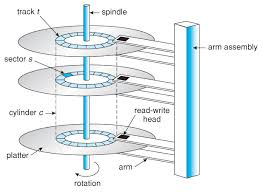 track t
spindle
arm assembly
sector s
cylinder c
read-write
head
platter
arm
rotation